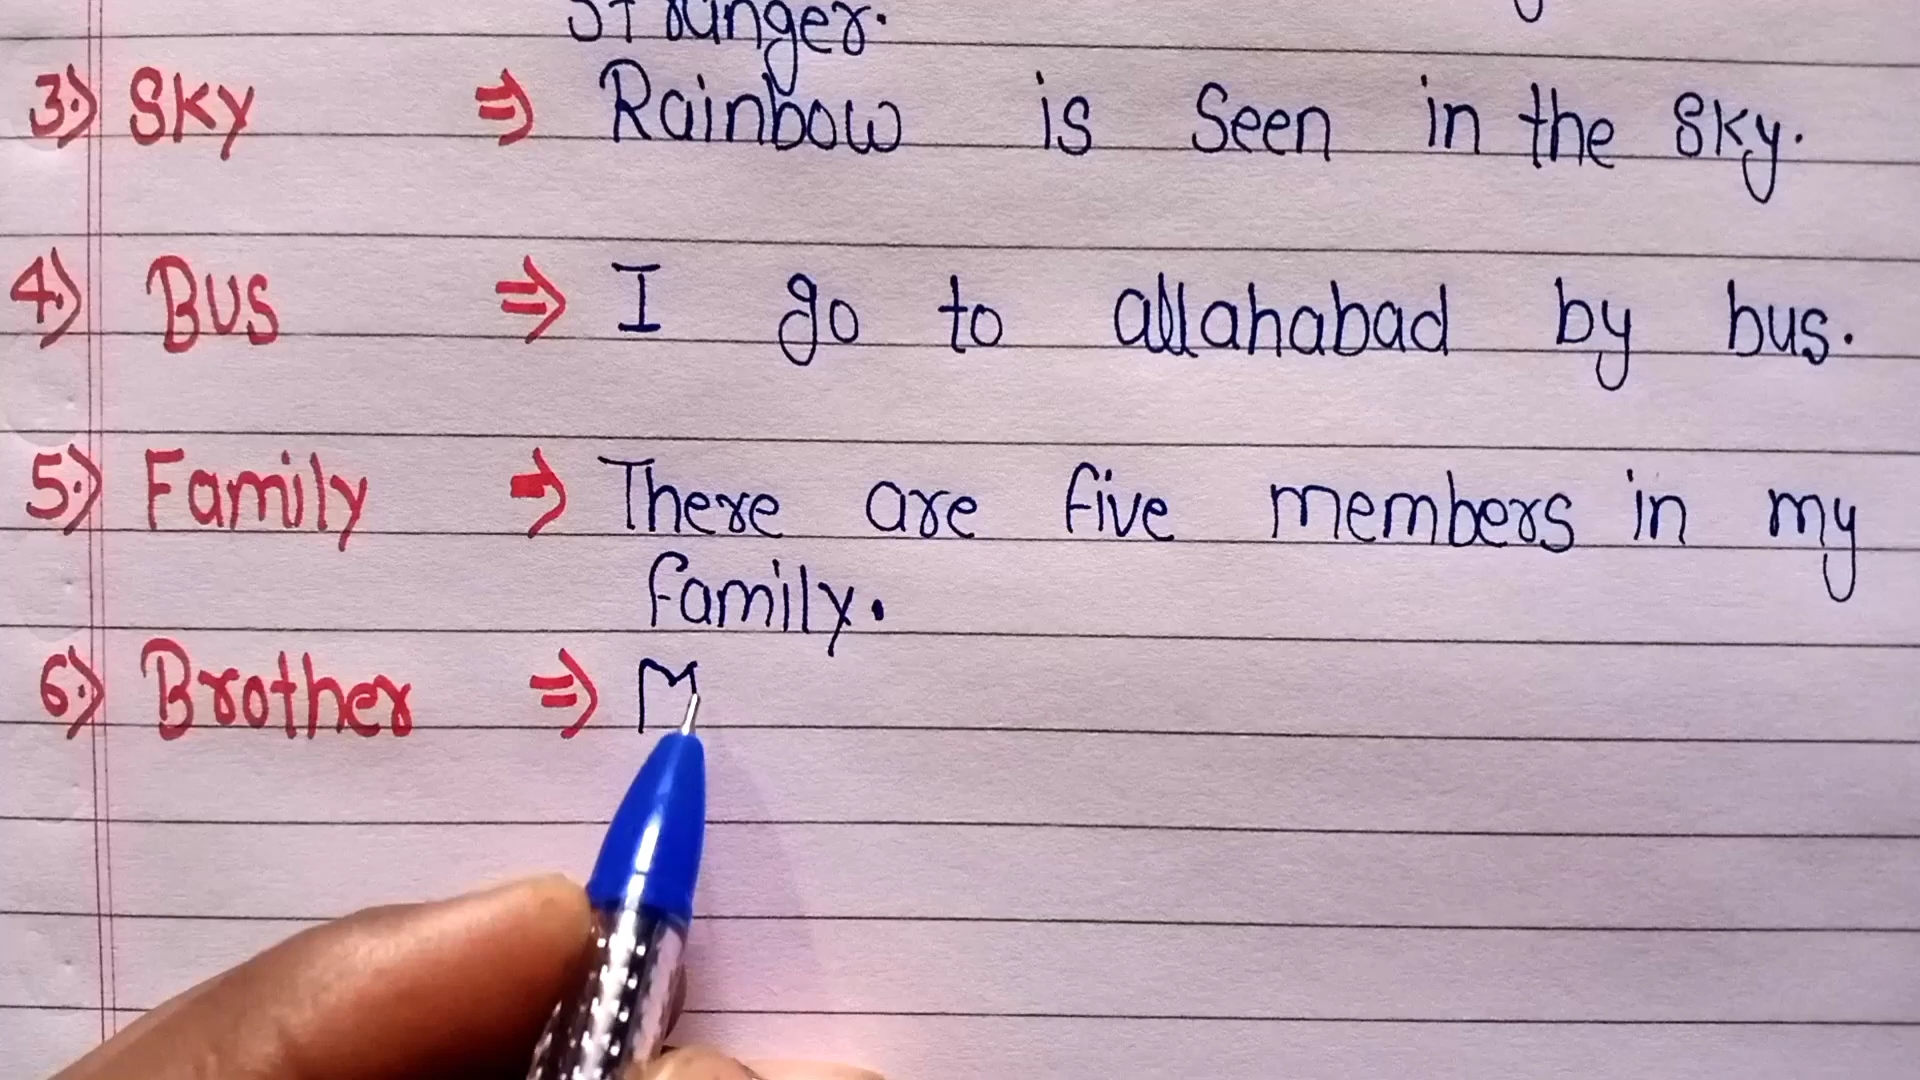 Stranger.
3.) Sky ⇒ Rainbow is Seen in the Sky.
4.) Bus ⇒ I go to allahabad by bus.
5.) Family ⇒ There are five members in my
family.
6.) Brother ⇒ M